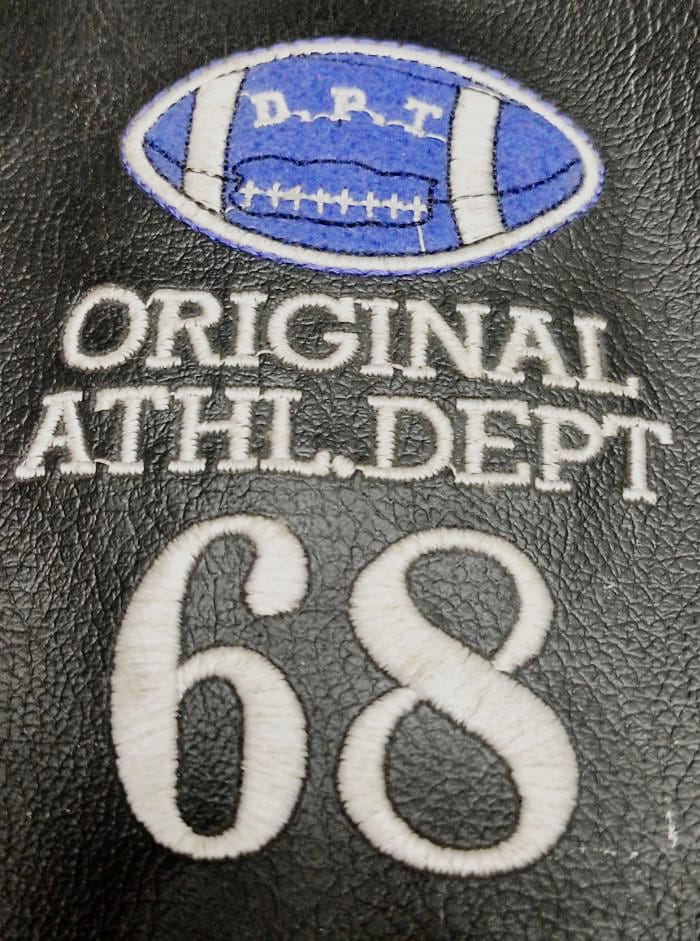 D.P.T
ORIGINAL
ATHL.DEPT
68